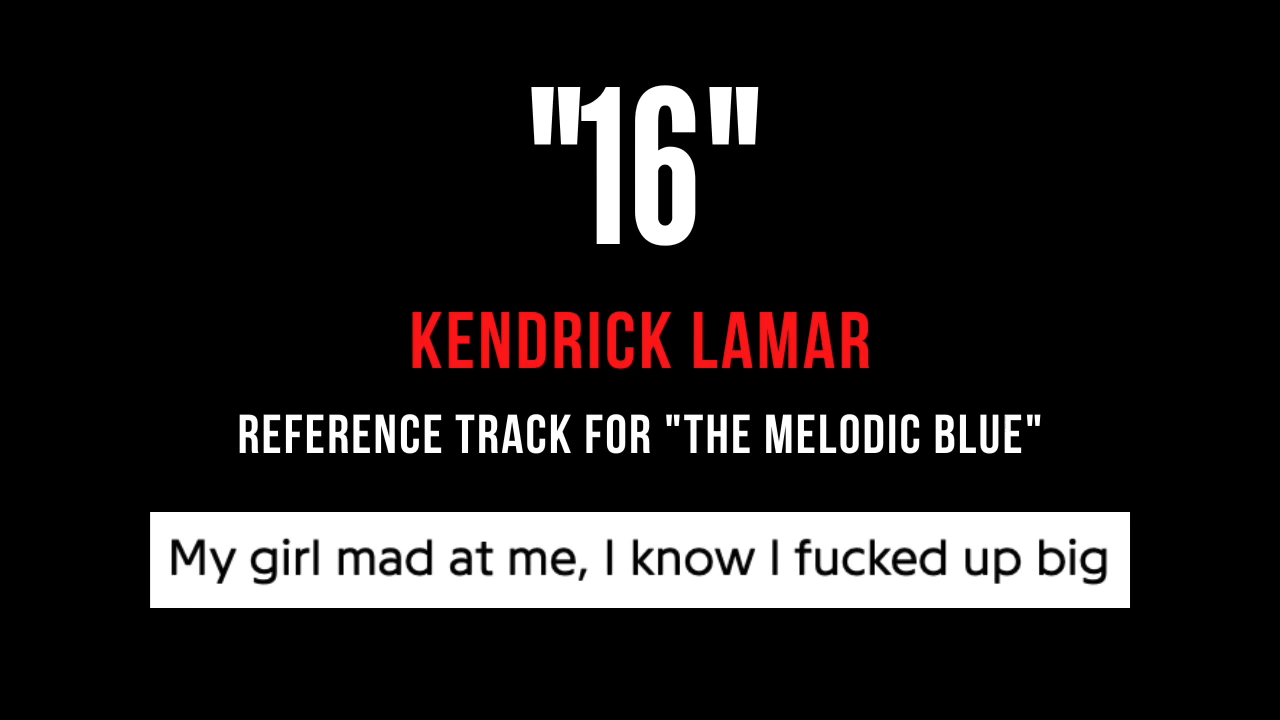 "16"
KENDRICK LAMAR
REFERENCE TRACK FOR "THE MELODIC BLUE"
My girl mad at me, I know I fucked up big